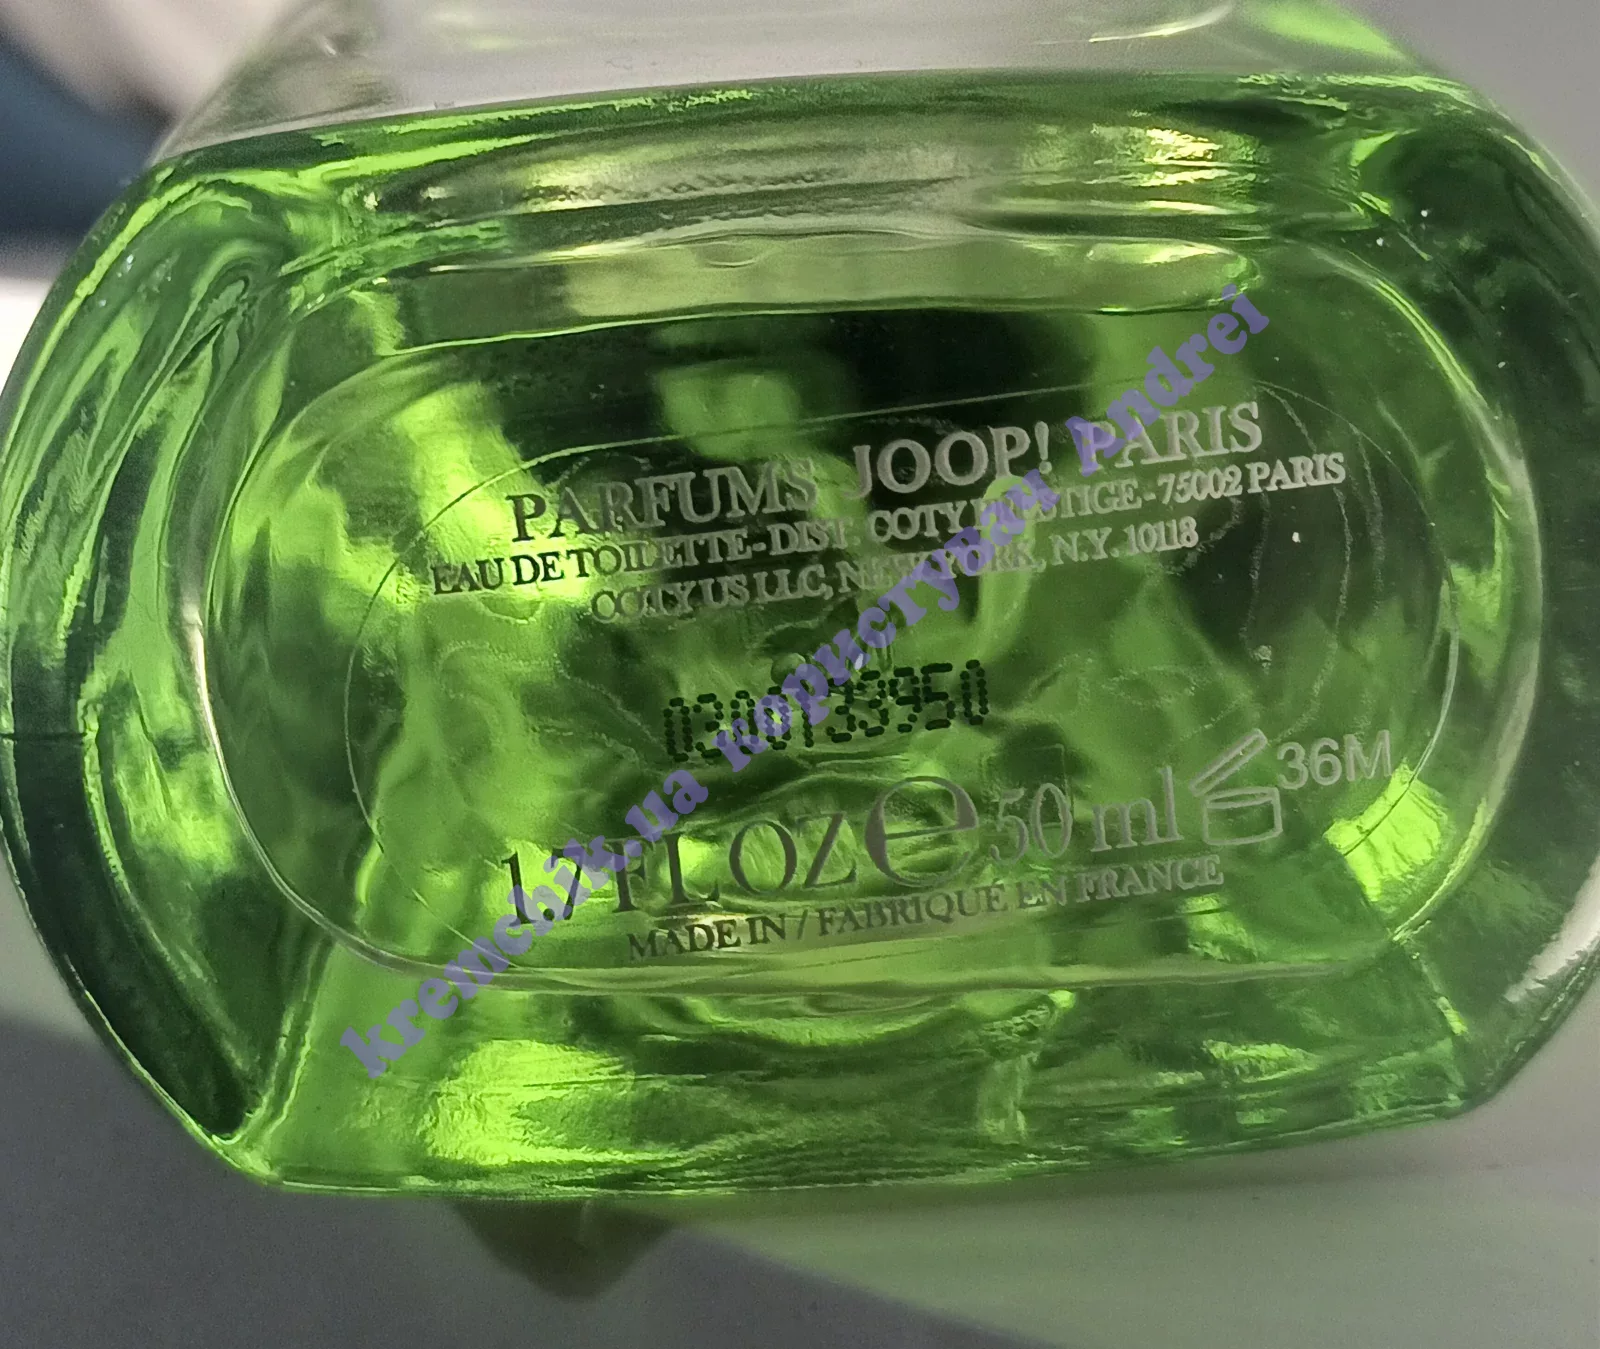 PARFUMS JOOP! PARIS
EAU DE TOILETTE-DIST. COTY PRESTIGE-75002 PARIS
COTY US LLC, NEW YORK, N.Y. 10118
1.7 FL OZ e 50 ml 36M
MADE IN / FABRIQUÉ EN FRANCE
kremchik.ua користувач Andrei